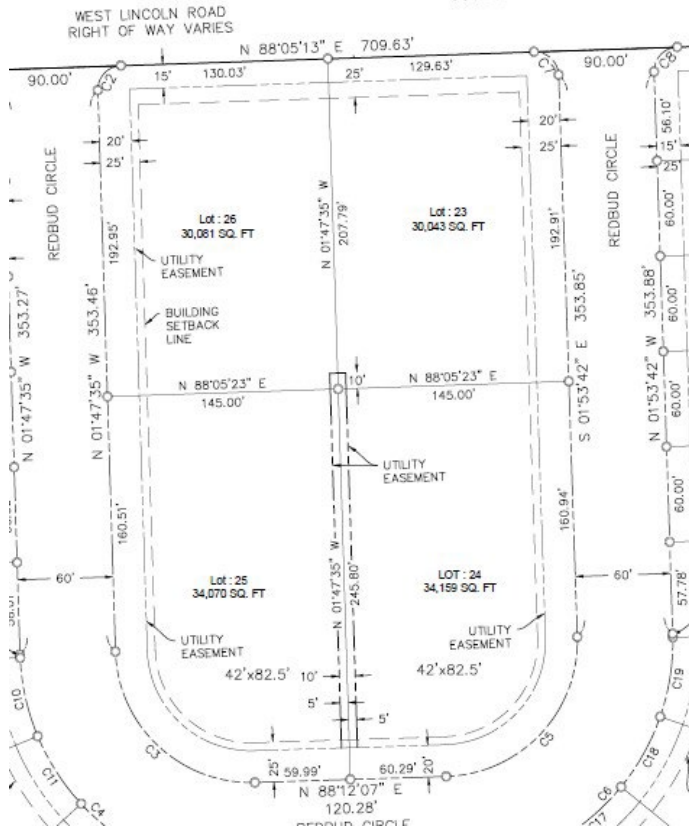 WEST LINCOLN ROAD
RIGHT OF WAY VARIES
N 88°05'13" E 709.63'
90.00'
C2
15'
130.03'
25'
129.63'
C7
90.00'
C8
20'
25'
20'
25'
56.10'
15'
25'
REDBUD CIRCLE
192.95'
Lot : 26
30,081 SQ. FT
N 01°47'35" W
207.79'
Lot : 23
30,043 SQ. FT
192.91'
REDBUD CIRCLE
60.00'
UTILITY
EASEMENT
BUILDING
SETBACK
LINE
N 01°47'35" W 353.27'
N 01°47'35" W 353.46'
S 01°53'42" E 353.85'
N 01°53'42" W 353.88'
60.00'
N 88°05'23" E
145.00'
10'
N 88°05'23" E
145.00'
60.00'
UTILITY
EASEMENT
60.00'
160.51'
N 01°47'35" W
245.80'
160.94'
60'
Lot : 25
34,070 SQ. FT
LOT : 24
34,159 SQ. FT
60'
57.78'
UTILITY
EASEMENT
UTILITY
EASEMENT
42'x82.5'
10'
42'x82.5'
5'
5'
C10
C11
C4
C3
C5
C19
C18
C6
C17
25'
59.99'
60.29'
20'
N 88°12'07" E
120.28'
REDBUD CIRCLE